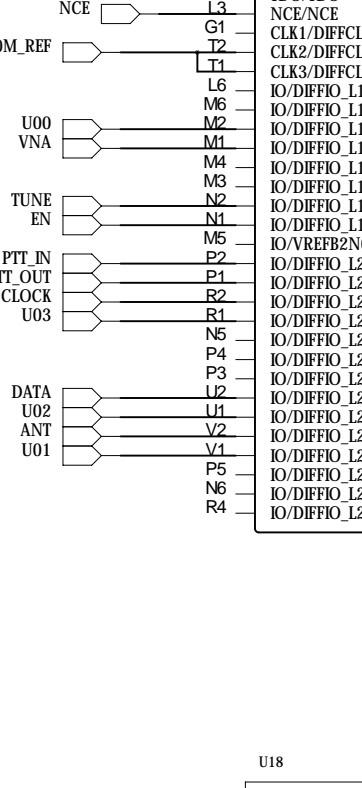 NCE L3 NCE/NCE
G1 CLK1/DIFFCL
OM_REF T2 CLK2/DIFFCL
T1 CLK3/DIFFCL
L6 IO/DIFFIO_L1
M6 IO/DIFFIO_L1
U00 M2 IO/DIFFIO_L1
VNA M1 IO/DIFFIO_L1
M4 IO/DIFFIO_L1
M3 IO/DIFFIO_L1
TUNE N2 IO/DIFFIO_L1
EN N1 IO/DIFFIO_L1
M5 IO/VREFB2N0
PTT_IN P2 IO/DIFFIO_L2
TT_OUT P1 IO/DIFFIO_L2
CLOCK R2 IO/DIFFIO_L2
U03 R1 IO/DIFFIO_L2
N5 IO/DIFFIO_L2
P4 IO/DIFFIO_L2
P3 IO/DIFFIO_L2
DATA U2 IO/DIFFIO_L2
U02 U1 IO/DIFFIO_L2
ANT V2 IO/DIFFIO_L2
U01 V1 IO/DIFFIO_L2
P5 IO/DIFFIO_L2
N6 IO/DIFFIO_L2
R4 IO/DIFFIO_L2
U18